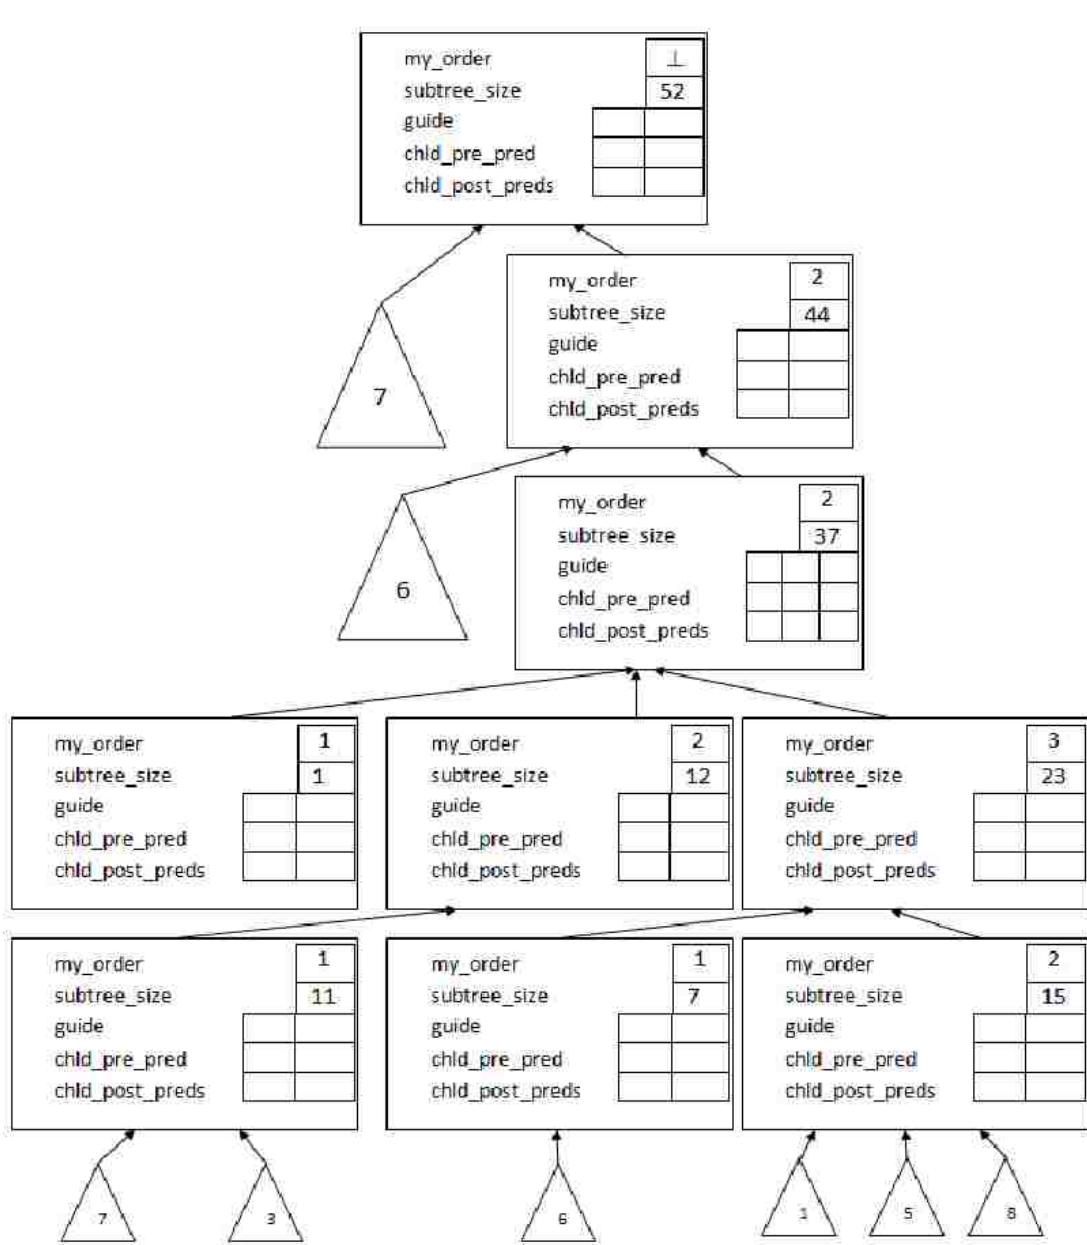 my_order ⊥
subtree_size 52
guide
chld_pre_pred
chld_post_preds
my_order 2
subtree_size 44
guide
chld_pre_pred
chld_post_preds
7
my_order 2
subtree size 37
guide
chld_pre_pred
chld_post_preds
6
my_order 1
subtree_size 1
guide
chld_pre_pred
chld_post_preds
my_order 2
subtree_size 12
guide
chld_pre_pred
chld_post_preds
my_order 3
subtree_size 23
guide
chld_pre_pred
chld_post_preds
my_order 1
subtree_size 11
guide
chld_pre_pred
chld_post_preds
my_order 1
subtree_size 7
guide
chld_pre_pred
chld_post_preds
my_order 2
subtree_size 15
guide
chld_pre_pred
chld_post_preds
7
3
6
1
5
8